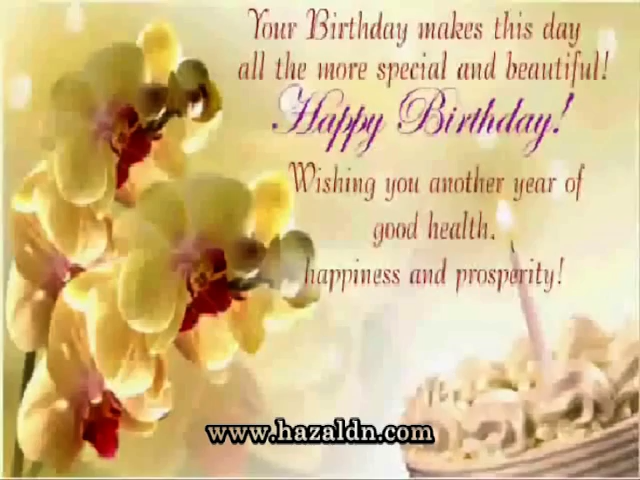 Your Birthday makes this day
all the more special and beautiful!
Happy Birthday!
Wishing you another year of
good health,
happiness and prosperity!
www.hazaldn.com